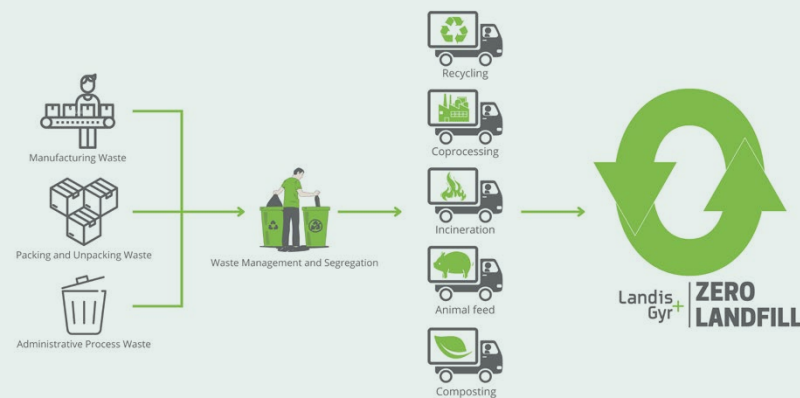 Manufacturing Waste
Packing and Unpacking Waste
Administrative Process Waste
Waste Management and Segregation
Recycling
Coprocessing
Incineration
Animal feed
Composting
Landis
Gyr+
ZERO
LANDFILL